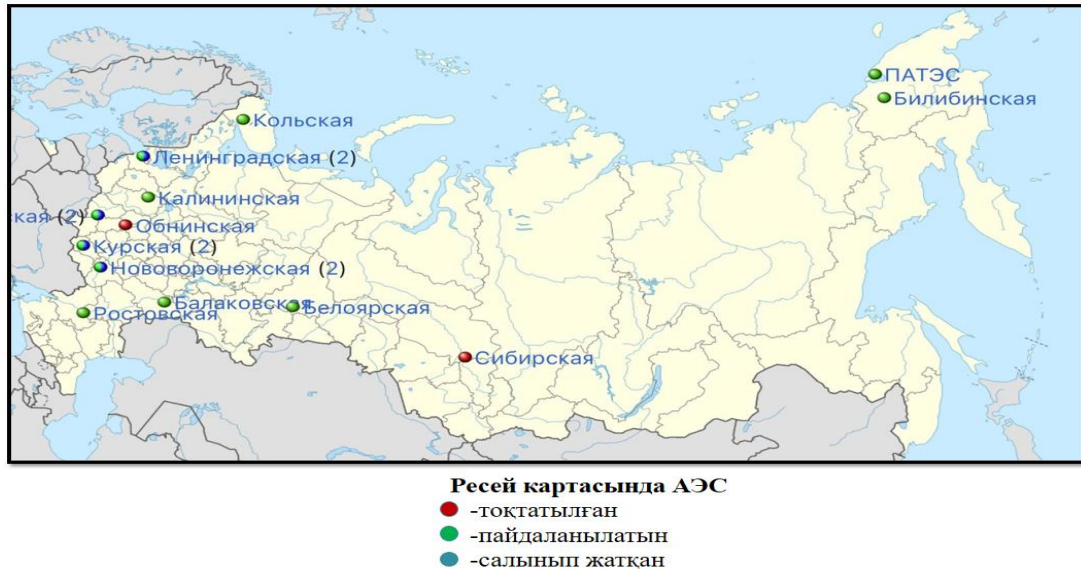 ПАТЭС
Билибинская
Кольская
Ленинградская (2)
Калининская
ская (2)
Обнинская
Курская (2)
Нововоронежская (2)
Балаковская
Белоярская
Ростовская
Сибирская
Ресей картасында АЭС
-тоқтатылған
-пайдаланылатын
-салынып жатқан